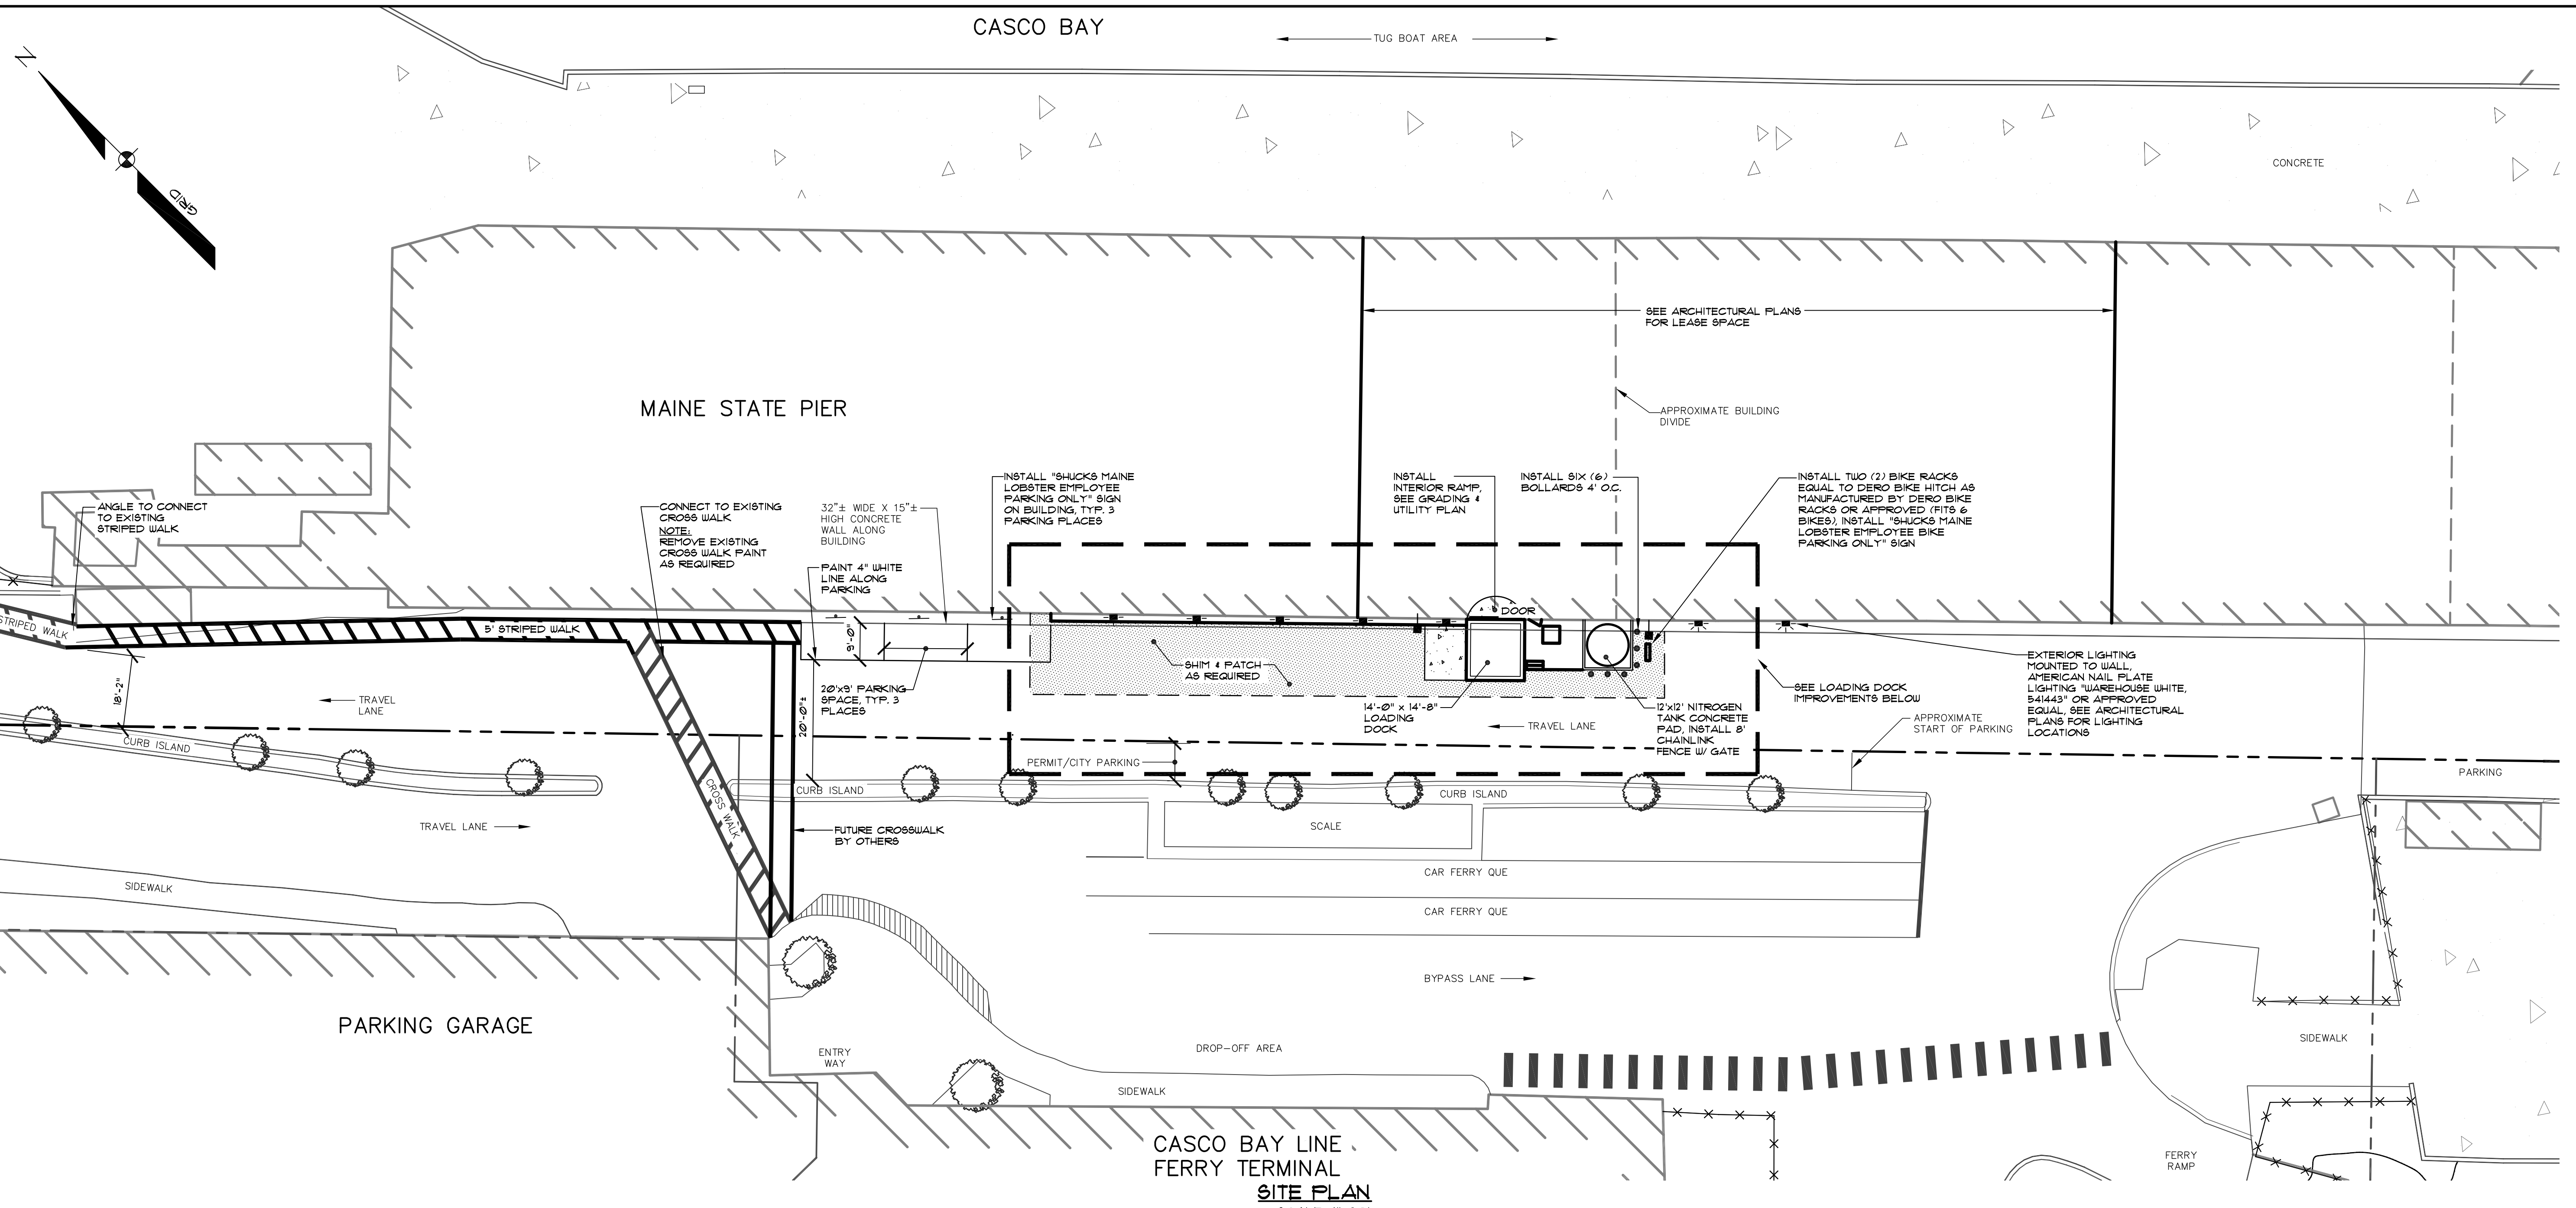 CASCO BAY
TUG BOAT AREA
N
GRID
CONCRETE
SEE ARCHITECTURAL PLANS
FOR LEASE SPACE
MAINE STATE PIER
APPROXIMATE BUILDING
DIVIDE
ANGLE TO CONNECT
TO EXISTING
STRIPED WALK
CONNECT TO EXISTING
CROSS WALK
NOTE:
REMOVE EXISTING
CROSS WALK PAINT
AS REQUIRED
32"± WIDE X 15"±
HIGH CONCRETE
WALL ALONG
BUILDING
PAINT 4" WHITE
LINE ALONG
PARKING
INSTALL "SHUCKS MAINE
LOBSTER EMPLOYEE
PARKING ONLY" SIGN
ON BUILDING, TYP. 3
PARKING PLACES
INSTALL
INTERIOR RAMP,
SEE GRADING &
UTILITY PLAN
INSTALL SIX (6)
BOLLARDS 4' O.C.
INSTALL TWO (2) BIKE RACKS
EQUAL TO DERO BIKE HITCH AS
MANUFACTURED BY DERO BIKE
RACKS OR APPROVED (FITS 6
BIKES), INSTALL "SHUCKS MAINE
LOBSTER EMPLOYEE BIKE
PARKING ONLY" SIGN
DOOR
STRIPED WALK
5' STRIPED WALK
9'-0"
18'-2"
TRAVEL
LANE
20'x9' PARKING
SPACE, TYP. 3
PLACES
20'-0"±
SHIM & PATCH
AS REQUIRED
14'-0" x 14'-8"
LOADING
DOCK
TRAVEL LANE
12'x12' NITROGEN
TANK CONCRETE
PAD, INSTALL 8'
CHAINLINK
FENCE W/ GATE
SEE LOADING DOCK
IMPROVEMENTS BELOW
APPROXIMATE
START OF PARKING
EXTERIOR LIGHTING
MOUNTED TO WALL,
AMERICAN NAIL PLATE
LIGHTING "WAREHOUSE WHITE,
541443" OR APPROVED
EQUAL, SEE ARCHITECTURAL
PLANS FOR LIGHTING
LOCATIONS
CURB ISLAND
PERMIT/CITY PARKING
CURB ISLAND
CURB ISLAND
PARKING
CROSS WALK
TRAVEL LANE
FUTURE CROSSWALK
BY OTHERS
SCALE
CAR FERRY QUE
CAR FERRY QUE
SIDEWALK
BYPASS LANE
PARKING GARAGE
ENTRY
WAY
DROP-OFF AREA
SIDEWALK
SIDEWALK
CASCO BAY LINE
FERRY TERMINAL
FERRY
RAMP
SITE PLAN